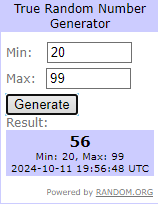 True Random Number
Generator
Min: 20
Max: 99
Generate
Result:
56
Min: 20, Max: 99
2024-10-11 19:56:48 UTC
Powered by RANDOM.ORG